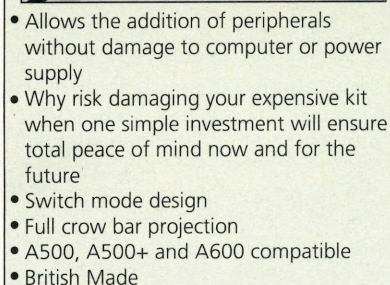 • Allows the addition of peripherals
without damage to computer or power
supply
• Why risk damaging your expensive kit
when one simple investment will ensure
total peace of mind now and for the
future
• Switch mode design
• Full crow bar projection
• A500, A500+ and A600 compatible
• British Made